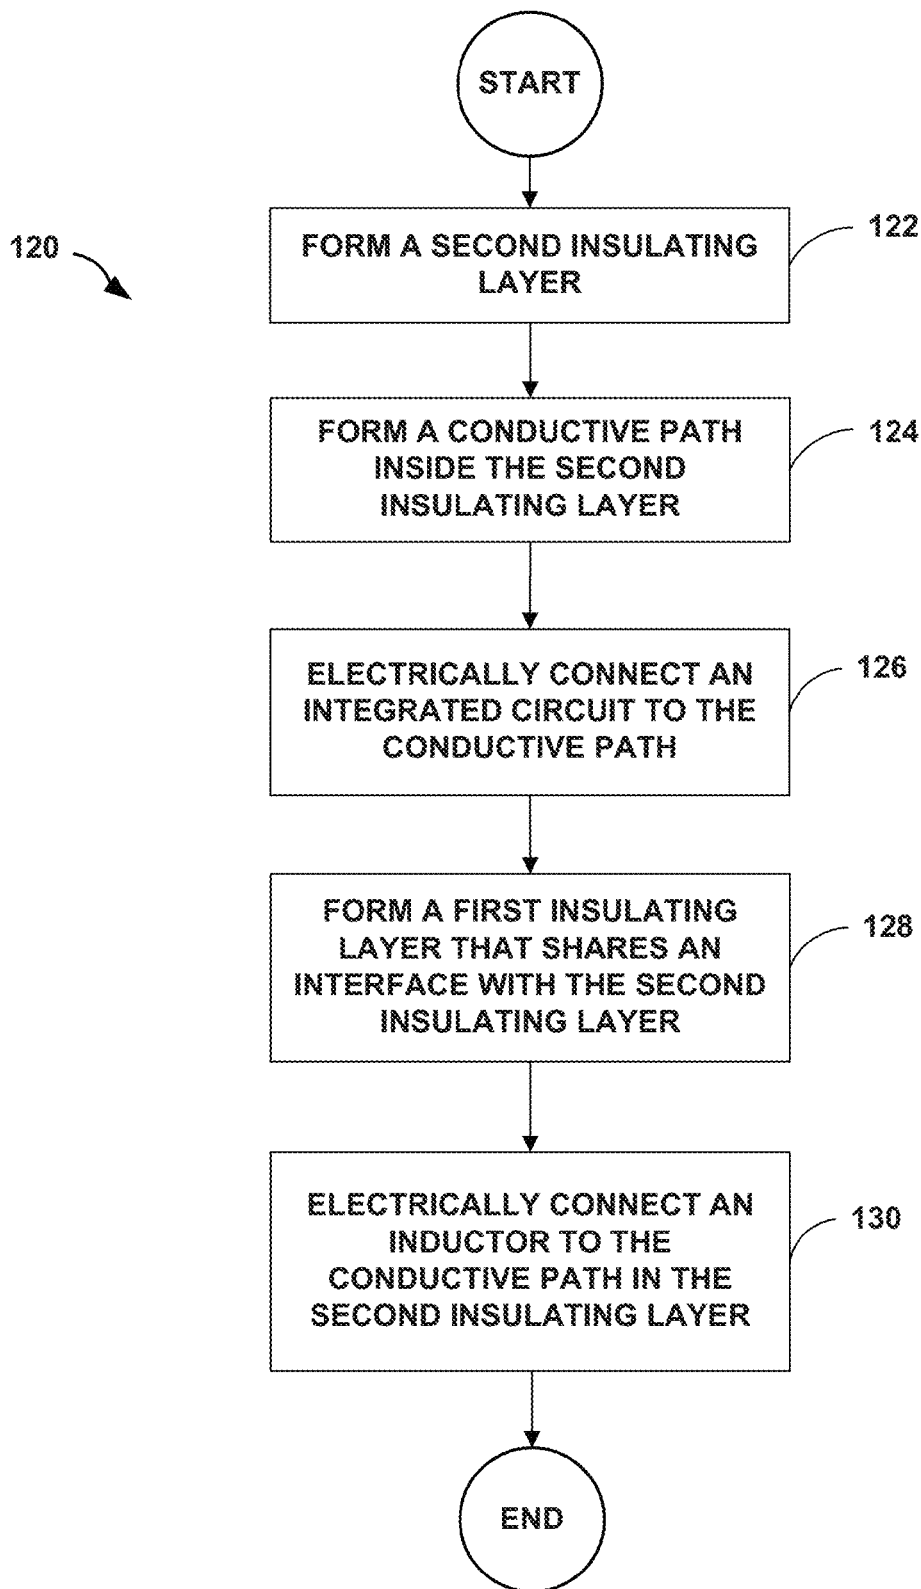 START
120
FORM A SECOND INSULATING
LAYER
122
FORM A CONDUCTIVE PATH
INSIDE THE SECOND
INSULATING LAYER
124
ELECTRICALLY CONNECT AN
INTEGRATED CIRCUIT TO THE
CONDUCTIVE PATH
126
FORM A FIRST INSULATING
LAYER THAT SHARES AN
INTERFACE WITH THE SECOND
INSULATING LAYER
128
ELECTRICALLY CONNECT AN
INDUCTOR TO THE
CONDUCTIVE PATH IN THE
SECOND INSULATING LAYER
130
END